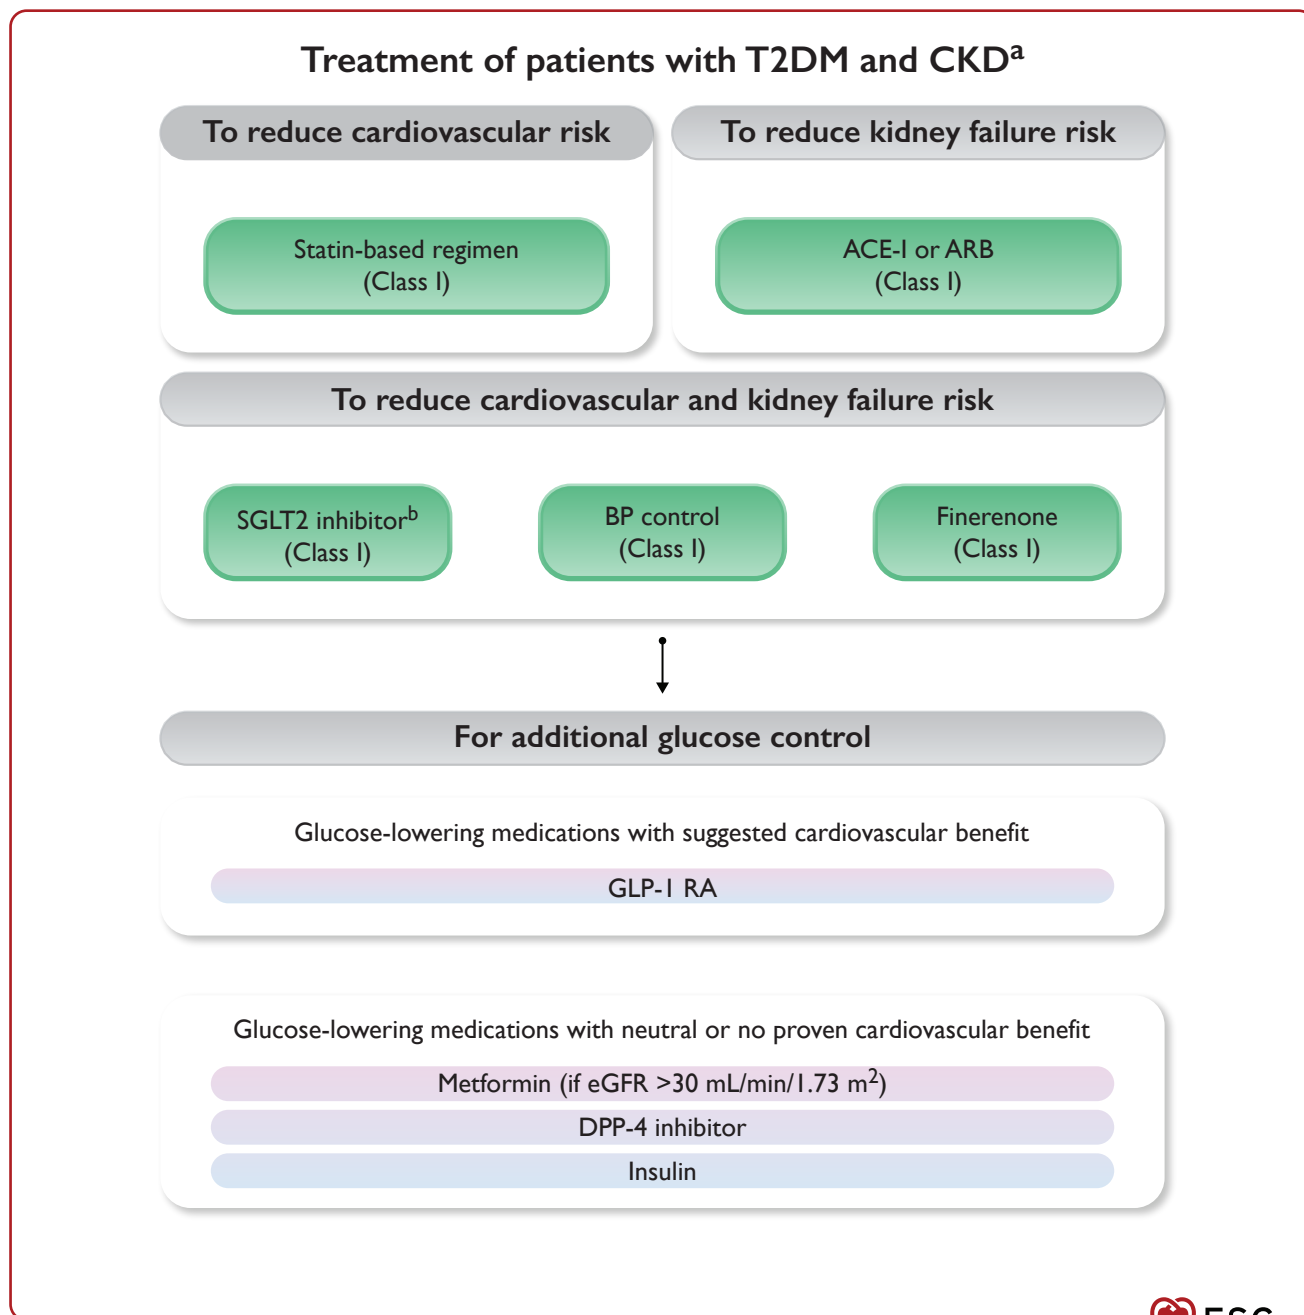 Treatment of patients with T2DM and CKDᵃ
To reduce cardiovascular risk
Statin-based regimen
(Class I)
To reduce kidney failure risk
ACE-I or ARB
(Class I)
To reduce cardiovascular and kidney failure risk
SGLT2 inhibitorᵇ
(Class I)
BP control
(Class I)
Finerenone
(Class I)
For additional glucose control
Glucose-lowering medications with suggested cardiovascular benefit
GLP-1 RA
Glucose-lowering medications with neutral or no proven cardiovascular benefit
Metformin (if eGFR >30 mL/min/1.73 m²)
DPP-4 inhibitor
Insulin
ESC